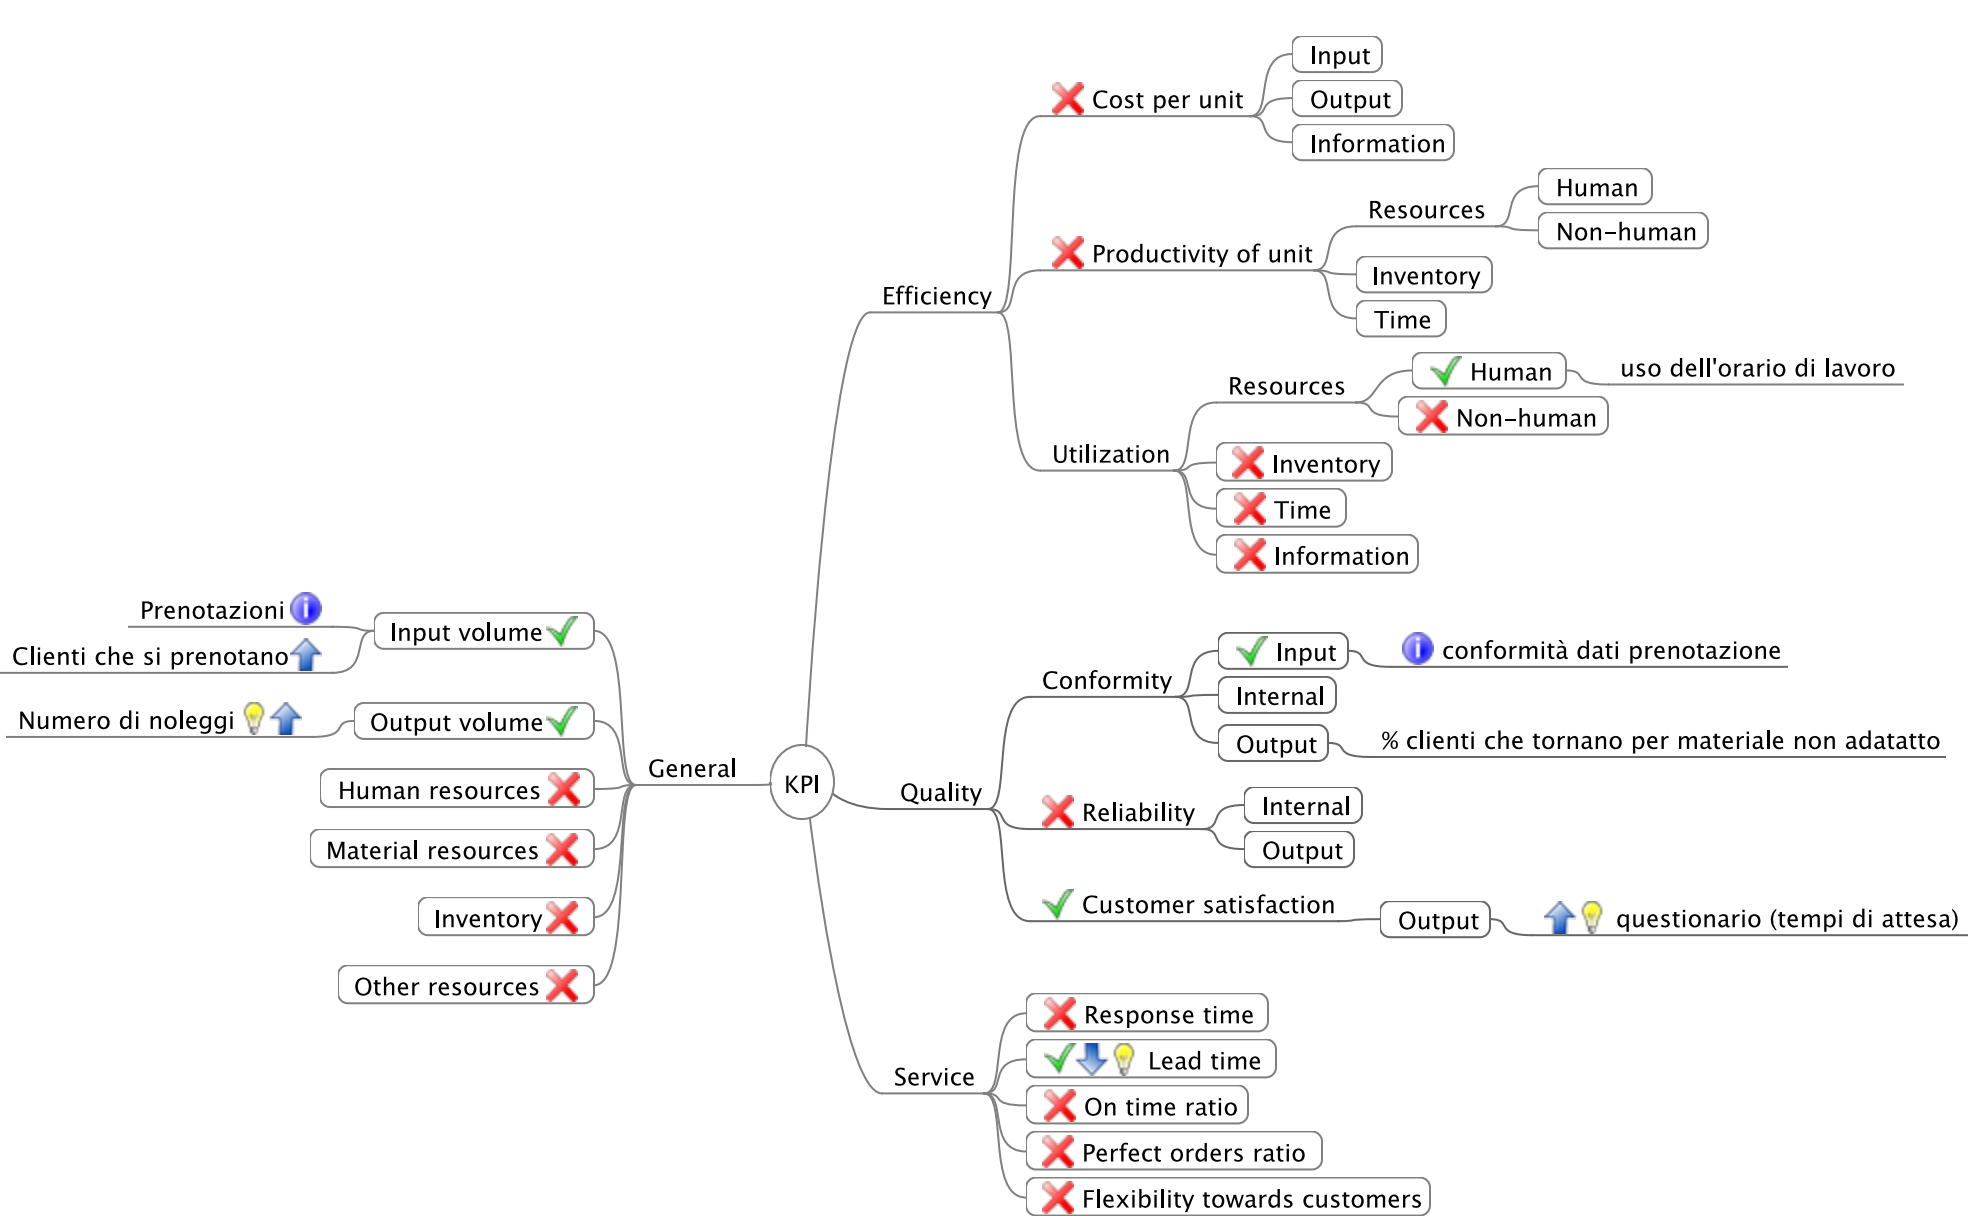 KPI
Efficiency
Cost per unit
Input
Output
Information
Productivity of unit
Resources
Human
Non-human
Inventory
Time
Utilization
Resources
Human
uso dell'orario di lavoro
Non-human
Inventory
Time
Information
Quality
Conformity
Input
conformità dati prenotazione
Internal
Output
% clienti che tornano per materiale non adatatto
Reliability
Internal
Output
Customer satisfaction
Output
questionario (tempi di attesa)
Service
Response time
Lead time
On time ratio
Perfect orders ratio
Flexibility towards customers
General
Input volume
Prenotazioni
Clienti che si prenotano
Output volume
Numero di noleggi
Human resources
Material resources
Inventory
Other resources